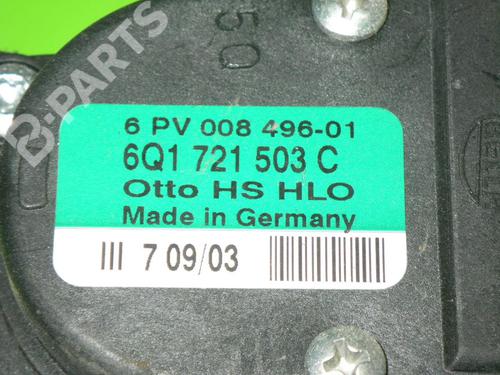 50
B-PARTS
6 PV 008 496-01
6Q1 721 503 C
Otto HS HLO
Made in Germany
III 7 09/03